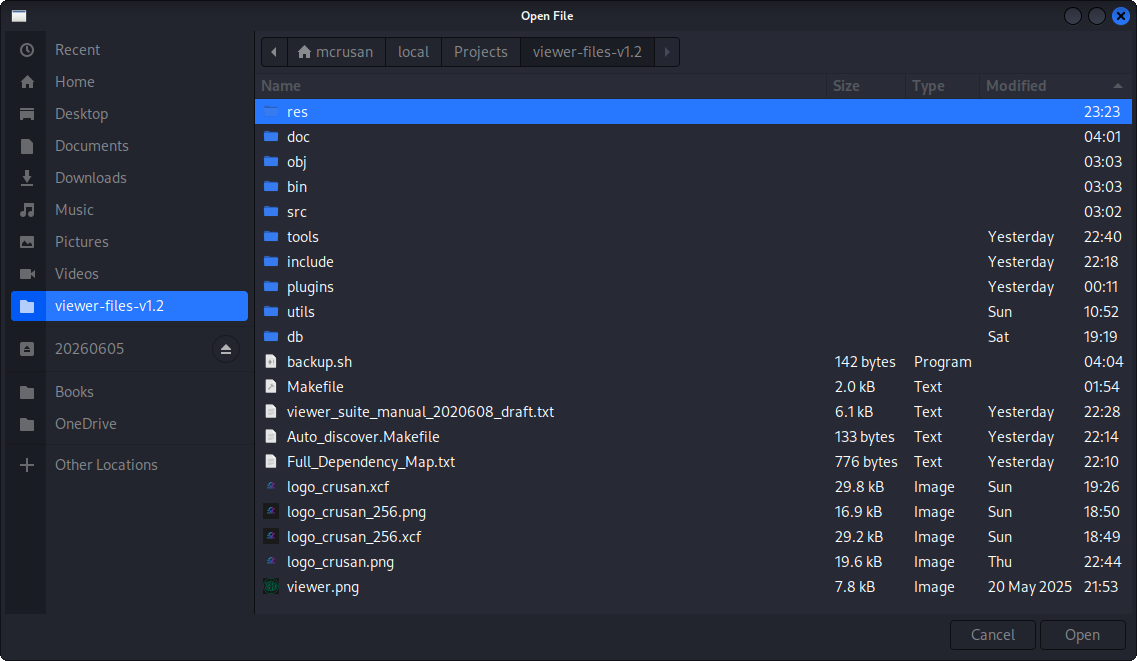 Open File
Recent
Home
Desktop
Documents
Downloads
Music
Pictures
Videos
viewer-files-v1.2
20260605
Books
OneDrive
Other Locations
mcrusan local Projects viewer-files-v1.2
Name Size Type Modified
res 23:23
doc 04:01
obj 03:03
bin 03:03
src 03:02
tools Yesterday 22:40
include Yesterday 22:18
plugins Yesterday 00:11
utils Sun 10:52
db Sat 19:19
backup.sh 142 bytes Program 04:04
Makefile 2.0 kB Text 01:54
viewer_suite_manual_2020608_draft.txt 6.1 kB Text Yesterday 22:28
Auto_discover.Makefile 133 bytes Text Yesterday 22:14
Full_Dependency_Map.txt 776 bytes Text Yesterday 22:10
logo_crusan.xcf 29.8 kB Image Sun 19:26
logo_crusan_256.png 16.9 kB Image Sun 18:50
logo_crusan_256.xcf 29.2 kB Image Sun 18:49
logo_crusan.png 19.6 kB Image Thu 22:44
viewer.png 7.8 kB Image 20 May 2025 21:53
Cancel Open